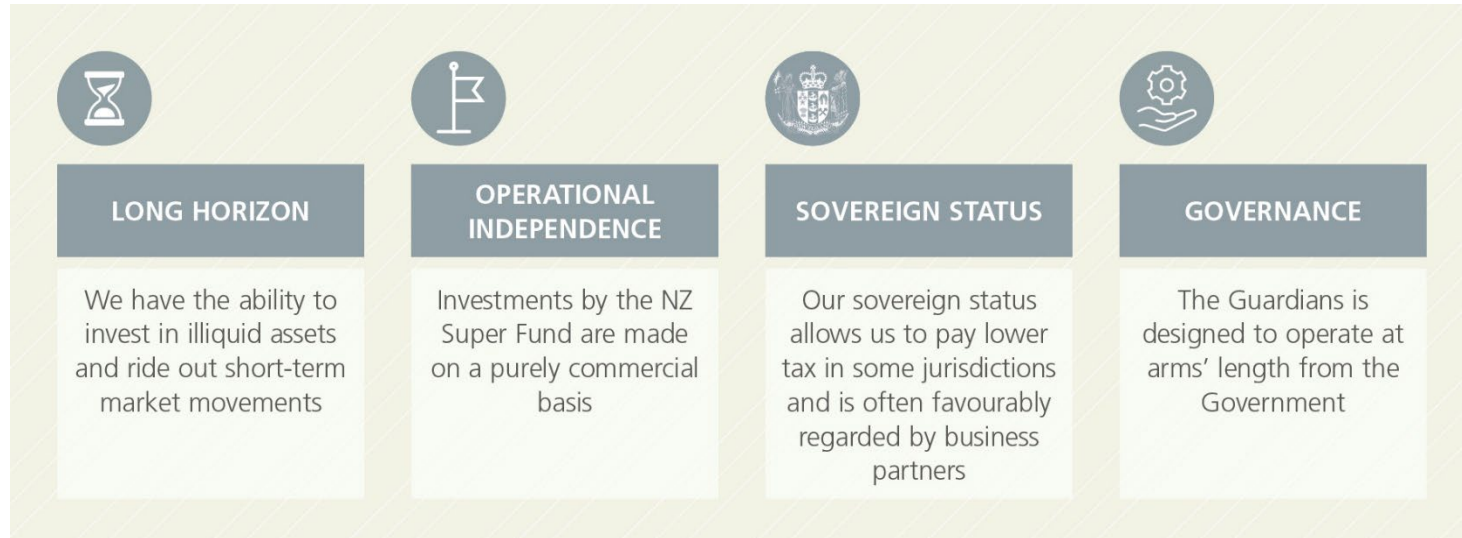 LONG HORIZON
We have the ability to
invest in illiquid assets
and ride out short-term
market movements
OPERATIONAL
INDEPENDENCE
Investments by the NZ
Super Fund are made
on a purely commercial
basis
SOVEREIGN STATUS
Our sovereign status
allows us to pay lower
tax in some jurisdictions
and is often favourably
regarded by business
partners
GOVERNANCE
The Guardians is
designed to operate at
arms’ length from the
Government